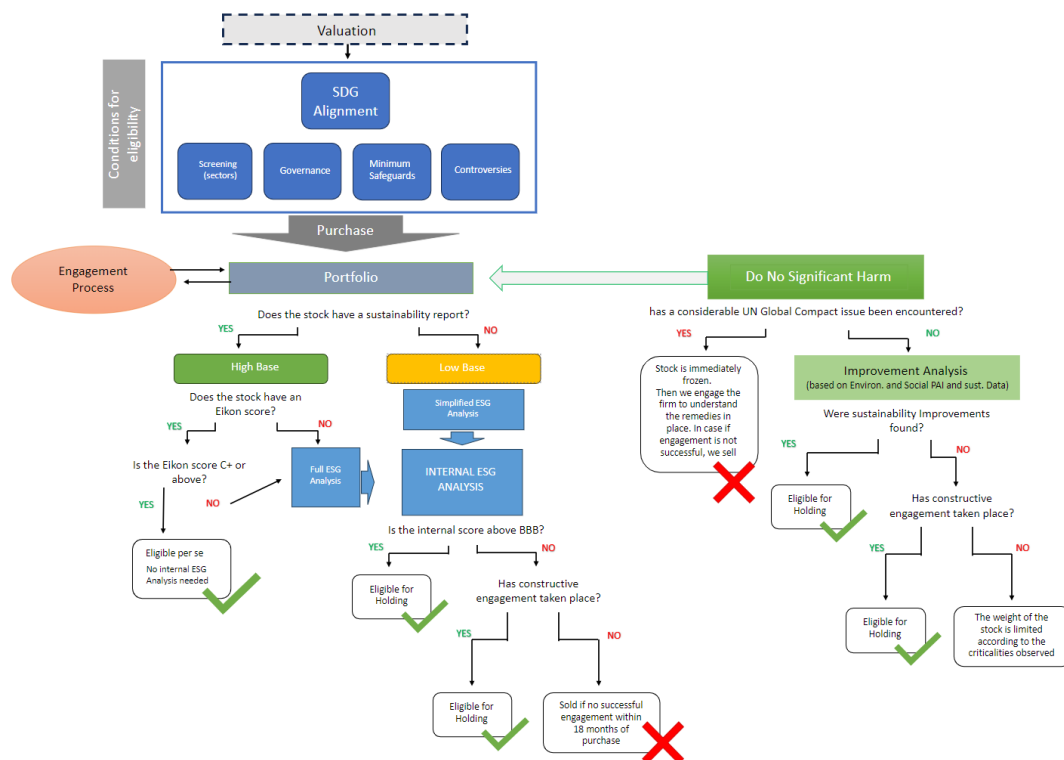 Valuation
Conditions for
eligibility
SDG
Alignment
Screening
(sectors)
Governance
Minimum
Safeguards
Controversies
Purchase
Engagement
Process
Portfolio
Do No Significant Harm
Does the stock have a sustainability report?
has a considerable UN Global Compact issue been encountered?
YES
NO
YES
NO
High Base
Low Base
Stock is immediately
frozen.
Then we engage the
firm to understand
the remedies in
place. In case if
engagement is not
successful, we sell
Improvement Analysis
(based on Environ. and Social PAI and sust. Data)
Does the stock have an
Eikon score?
Simplified ESG
Analysis
Were sustainability Improvements
found?
YES
NO
YES
NO
Is the Eikon score C+ or
above?
Full ESG
Analysis
INTERNAL ESG
ANALYSIS
YES
NO
Eligible for
Holding
Has constructive
engagement taken place?
Is the internal score above BBB?
Eligible per se
No internal ESG
Analysis needed
YES
NO
YES
NO
Eligible for
Holding
Has constructive
engagement taken place?
Eligible for
Holding
The weight of the
stock is limited
according to the
criticalities observed
YES
NO
Eligible for
Holding
Sold if no successful
engagement within
18 months of
purchase